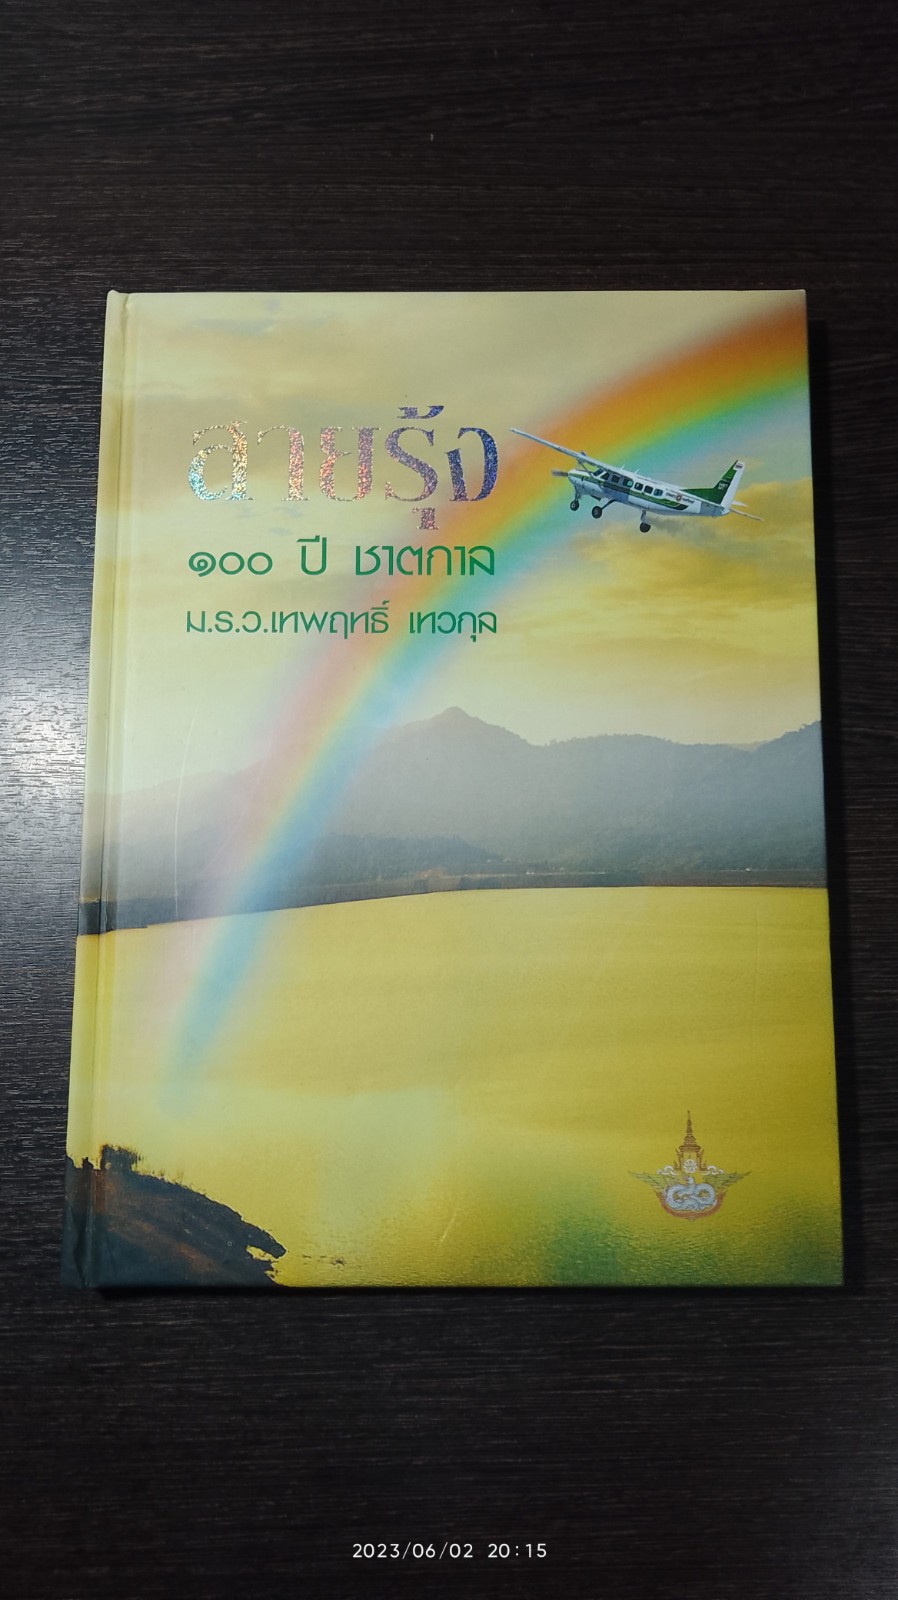 สายรุ้ง
๑๐๐ ปี ชาตกาล
ม.ร.ว.เทพฤทธิ์ เทวกุล
2023/06/02 20:15